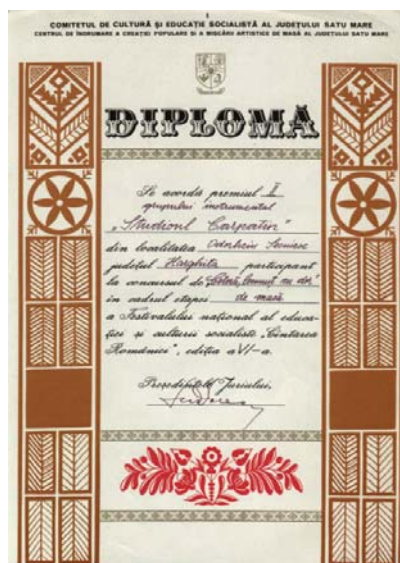 COMITETUL DE CULTURĂ ȘI EDUCAȚIE SOCIALISTĂ AL JUDEȚULUI SATU MARE
CENTRUL DE ÎNDRUMARE A CREAȚIEI POPULARE ȘI A MIȘCĂRII ARTISTICE DE MASĂ AL JUDEȚULUI SATU MARE
DIPLOMĂ
Se acordă premiul II
grupului instrumental
„Studioul Carpatin”
din localitatea Odorheiu Secuiesc
județul Harghita participant
la concursul de
în cadrul etapei de masă
a Festivalului național al educa-
ției și culturii socialiste „Cîntarea
României”, ediția a VI-a.
Președintele Juriului,